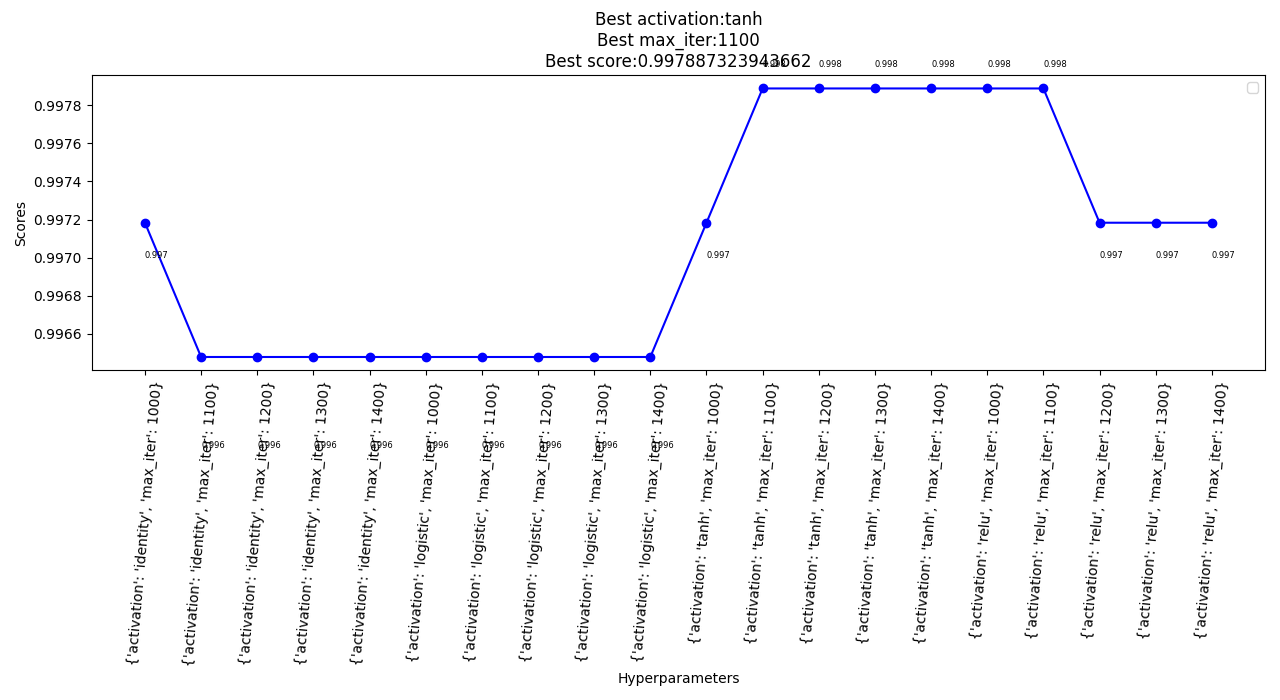 Best activation:tanh
Best max_iter:1100
Best score:0.997887323943662
0.998
0.998
0.998
0.998
0.998
0.998
0.9978
0.9976
0.9974
0.9972
0.9970
0.9968
0.9966
Scores
0.997
0.997
0.997
0.997
0.997
0.996
0.996
0.996
0.996
0.996
0.996
0.996
0.996
0.996
{'activation': 'identity', 'max_iter': 1000}
{'activation': 'identity', 'max_iter': 1100}
{'activation': 'identity', 'max_iter': 1200}
{'activation': 'identity', 'max_iter': 1300}
{'activation': 'identity', 'max_iter': 1400}
{'activation': 'logistic', 'max_iter': 1000}
{'activation': 'logistic', 'max_iter': 1100}
{'activation': 'logistic', 'max_iter': 1200}
{'activation': 'logistic', 'max_iter': 1300}
{'activation': 'logistic', 'max_iter': 1400}
{'activation': 'tanh', 'max_iter': 1000}
{'activation': 'tanh', 'max_iter': 1100}
{'activation': 'tanh', 'max_iter': 1200}
{'activation': 'tanh', 'max_iter': 1300}
{'activation': 'tanh', 'max_iter': 1400}
{'activation': 'relu', 'max_iter': 1000}
{'activation': 'relu', 'max_iter': 1100}
{'activation': 'relu', 'max_iter': 1200}
{'activation': 'relu', 'max_iter': 1300}
{'activation': 'relu', 'max_iter': 1400}
Hyperparameters